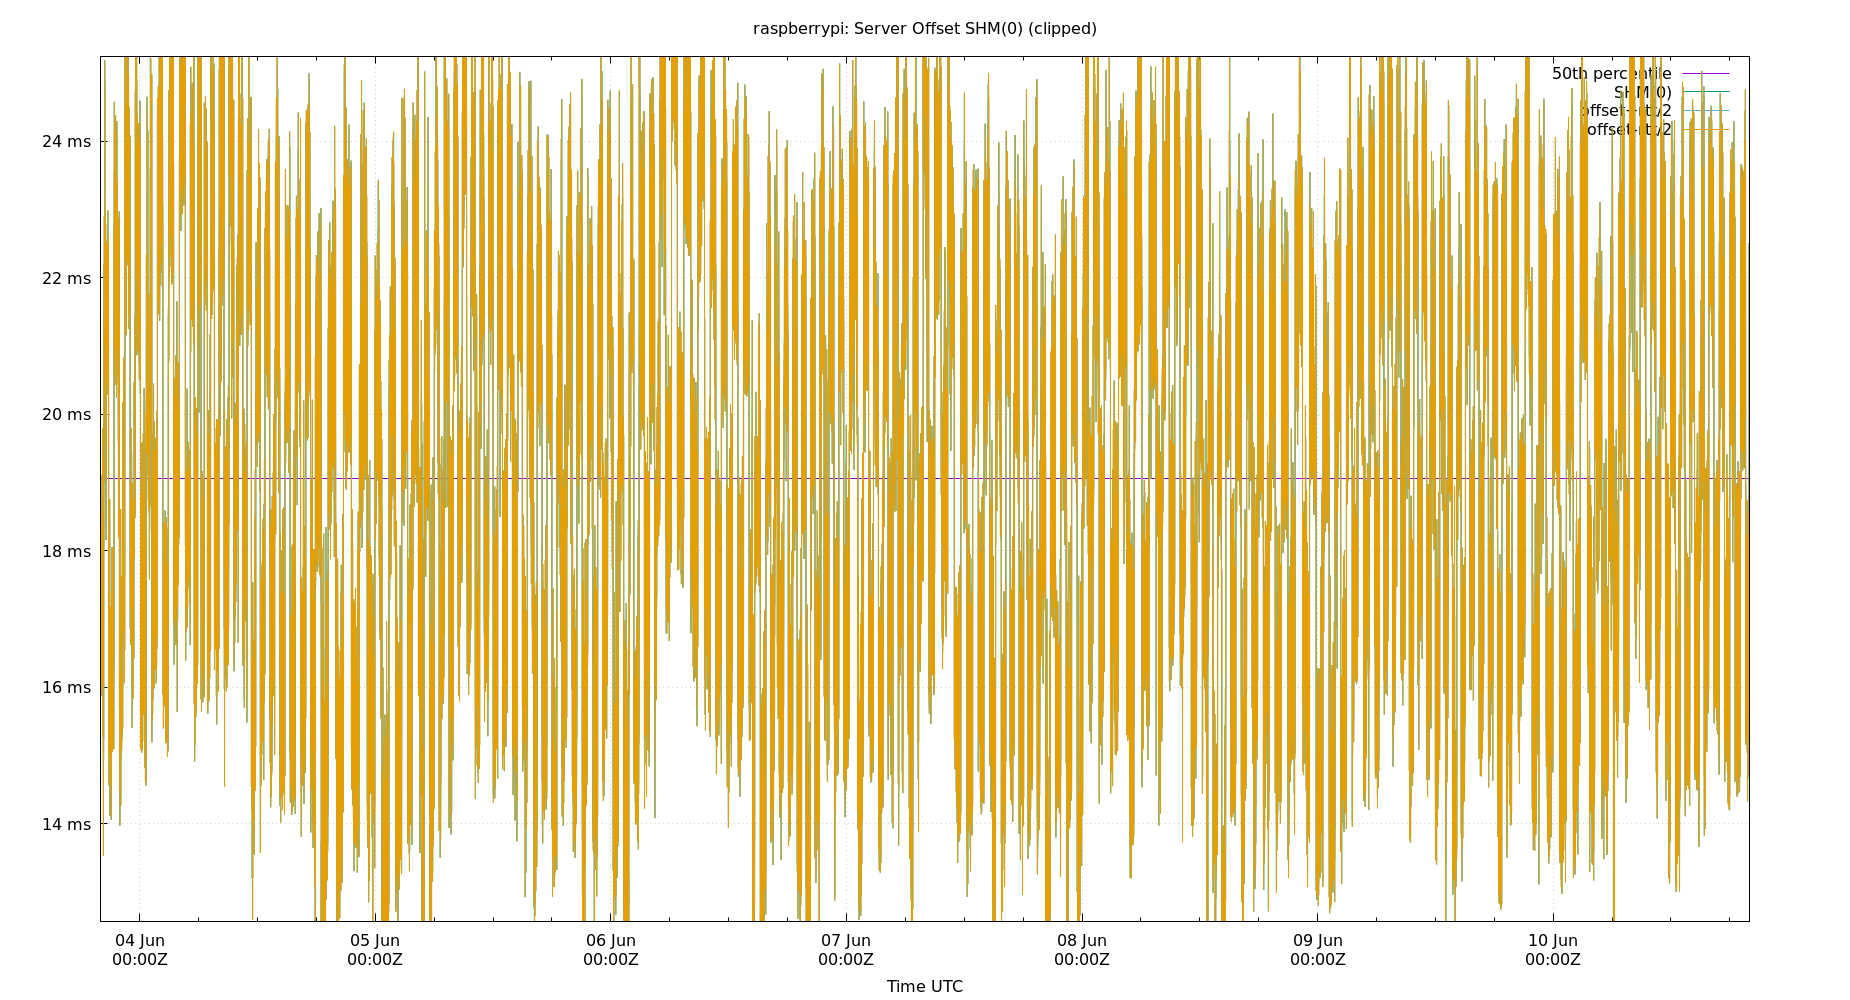 raspberrypi: Server Offset SHM(0) (clipped)
50th percentile
SHM(0)
offset+rtt/2
offset-rtt/2
24 ms
22 ms
20 ms
18 ms
16 ms
14 ms
04 Jun
00:00Z
05 Jun
00:00Z
06 Jun
00:00Z
07 Jun
00:00Z
08 Jun
00:00Z
09 Jun
00:00Z
10 Jun
00:00Z
Time UTC